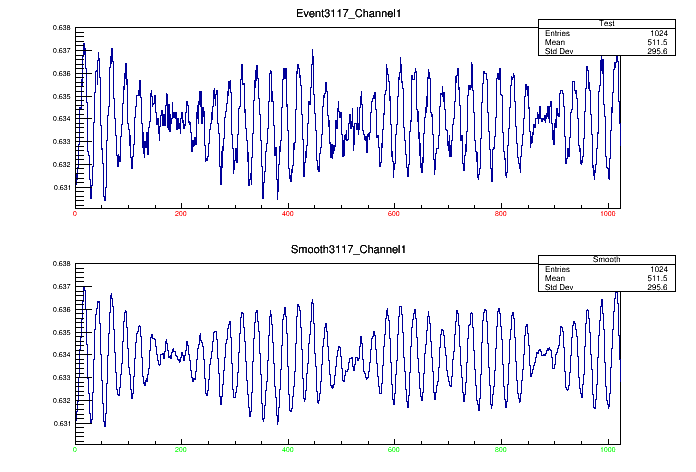 Event3117_Channel1
Test
Entries 1024
Mean 511.5
Std Dev 295.6
0.638
0.637
0.636
0.635
0.634
0.633
0.632
0.631
0 200 400 600 800 1000
Smooth3117_Channel1
Smooth
Entries 1024
Mean 511.5
Std Dev 295.6
0.638
0.637
0.636
0.635
0.634
0.633
0.632
0.631
0 200 400 600 800 1000